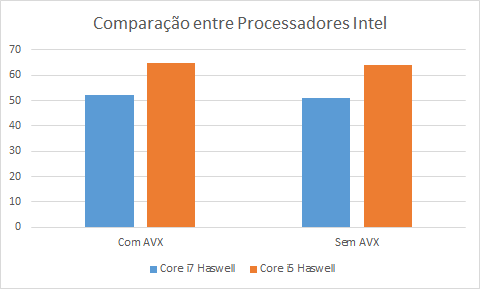 Comparação entre Processadores Intel
70
60
50
40
30
20
10
0
Com AVX
Sem AVX
Core i7 Haswell
Core i5 Haswell